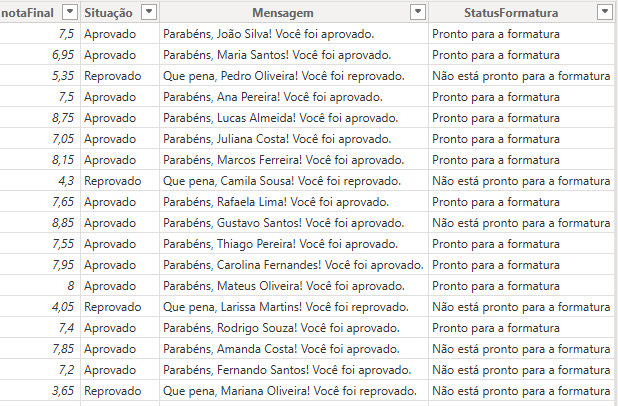 notaFinal Situação Mensagem StatusFormatura
7,5 Aprovado Parabéns, João Silva! Você foi aprovado. Pronto para a formatura
6,95 Aprovado Parabéns, Maria Santos! Você foi aprovado. Pronto para a formatura
5,35 Reprovado Que pena, Pedro Oliveira! Você foi reprovado. Não está pronto para a formatura
7,5 Aprovado Parabéns, Ana Pereira! Você foi aprovado. Pronto para a formatura
8,75 Aprovado Parabéns, Lucas Almeida! Você foi aprovado. Pronto para a formatura
7,05 Aprovado Parabéns, Juliana Costa! Você foi aprovado. Pronto para a formatura
8,15 Aprovado Parabéns, Marcos Ferreira! Você foi aprovado. Pronto para a formatura
4,3 Reprovado Que pena, Camila Sousa! Você foi reprovado. Não está pronto para a formatura
7,65 Aprovado Parabéns, Rafaela Lima! Você foi aprovado. Pronto para a formatura
8,85 Aprovado Parabéns, Gustavo Santos! Você foi aprovado. Não está pronto para a formatura
7,55 Aprovado Parabéns, Thiago Pereira! Você foi aprovado. Pronto para a formatura
7,95 Aprovado Parabéns, Carolina Fernandes! Você foi aprovado. Pronto para a formatura
8 Aprovado Parabéns, Mateus Oliveira! Você foi aprovado. Pronto para a formatura
4,05 Reprovado Que pena, Larissa Martins! Você foi reprovado. Não está pronto para a formatura
7,4 Aprovado Parabéns, Rodrigo Souza! Você foi aprovado. Pronto para a formatura
7,85 Aprovado Parabéns, Amanda Costa! Você foi aprovado. Não está pronto para a formatura
7,2 Aprovado Parabéns, Fernando Santos! Você foi aprovado. Não está pronto para a formatura
3,65 Reprovado Que pena, Mariana Oliveira! Você foi reprovado. Não está pronto para a formatura